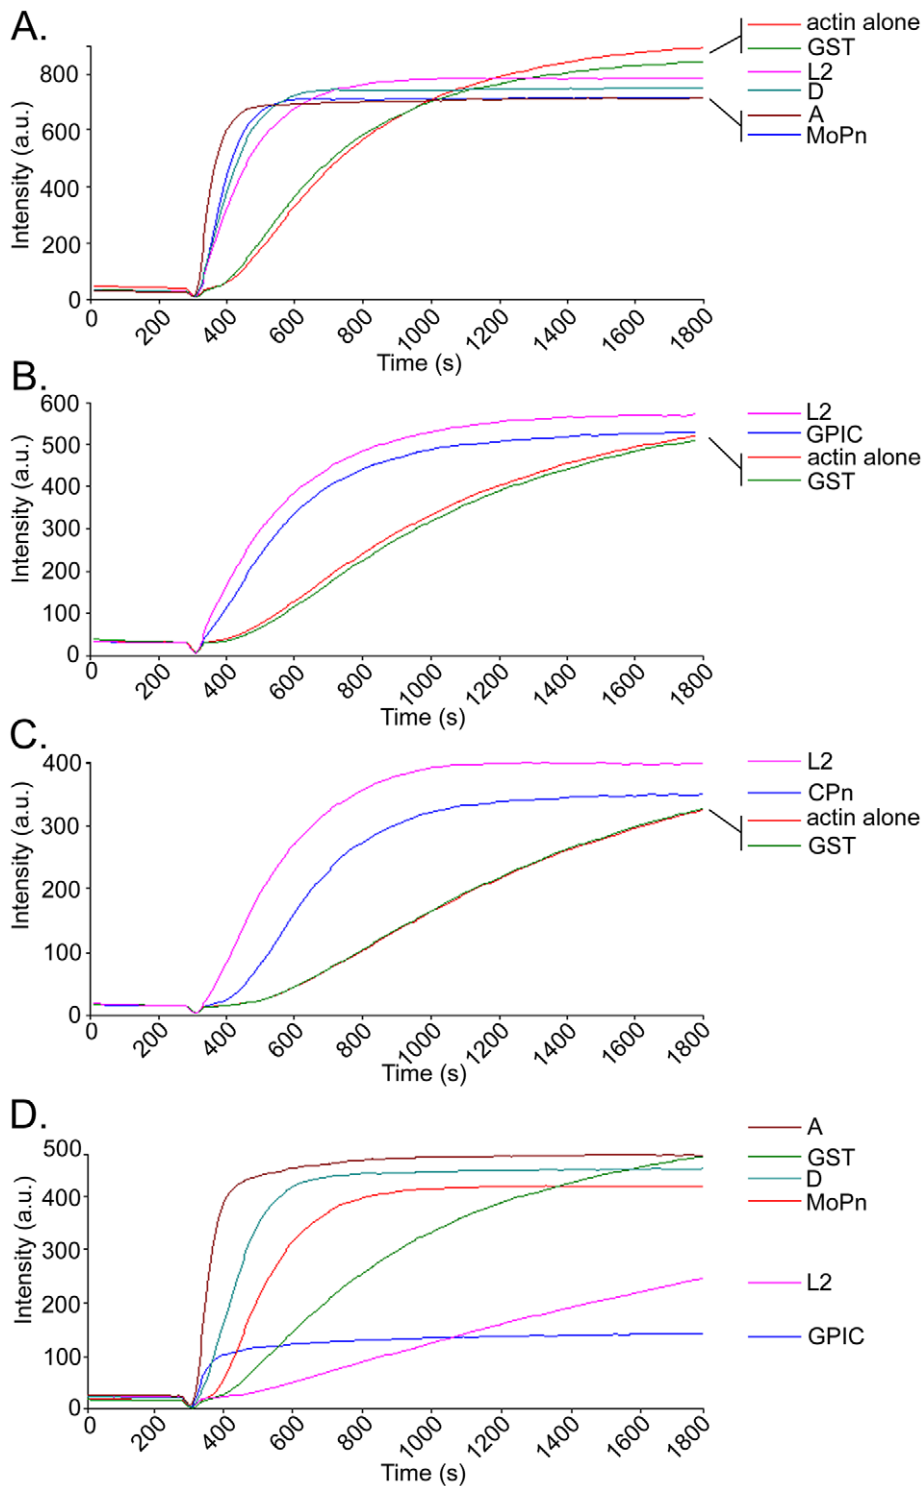 A.
actin alone
GST
L2
D
A
MoPn
Intensity (a.u.)
800
600
400
200
0
0 200 400 600 800 1000 1200 1400 1600 1800
Time (s)
B.
L2
GPIC
actin alone
GST
Intensity (a.u.)
600
500
400
300
200
100
0
0 200 400 600 800 1000 1200 1400 1600 1800
Time (s)
C.
L2
CPn
actin alone
GST
Intensity (a.u.)
400
300
200
100
0
0 200 400 600 800 1000 1200 1400 1600 1800
Time (s)
D.
A
GST
D
MoPn
L2
GPIC
Intensity (a.u.)
500
400
300
200
100
0
0 200 400 600 800 1000 1200 1400 1600 1800
Time (s)